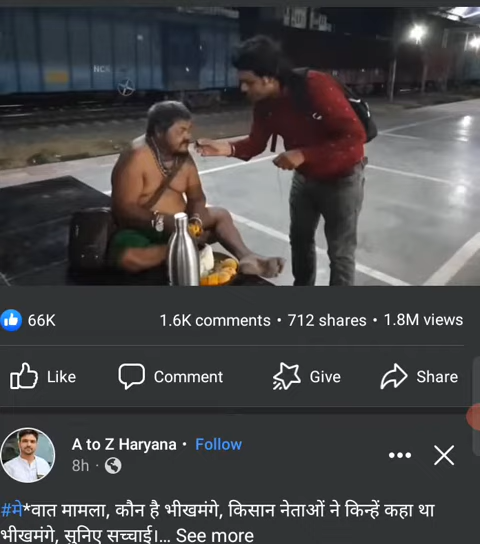 NCR
66K
1.6K comments • 712 shares • 1.8M views
Like Comment Give Share
A to Z Haryana • Follow
8h ·
#मे*वात मामला, कौन है भीखमंगे, किसान नेताओं ने किन्हें कहा था
भीखमंगे, सुनिए सच्चाई।... See more